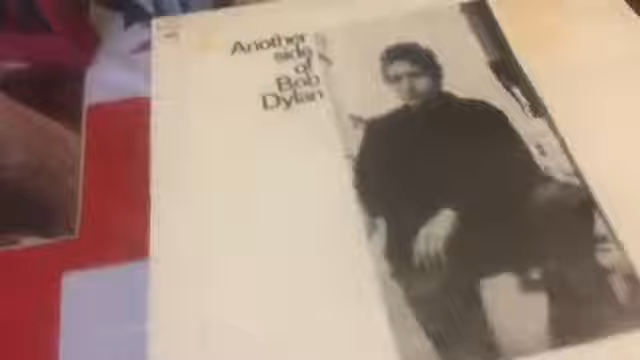 Another
side
of
Bob
Dylan